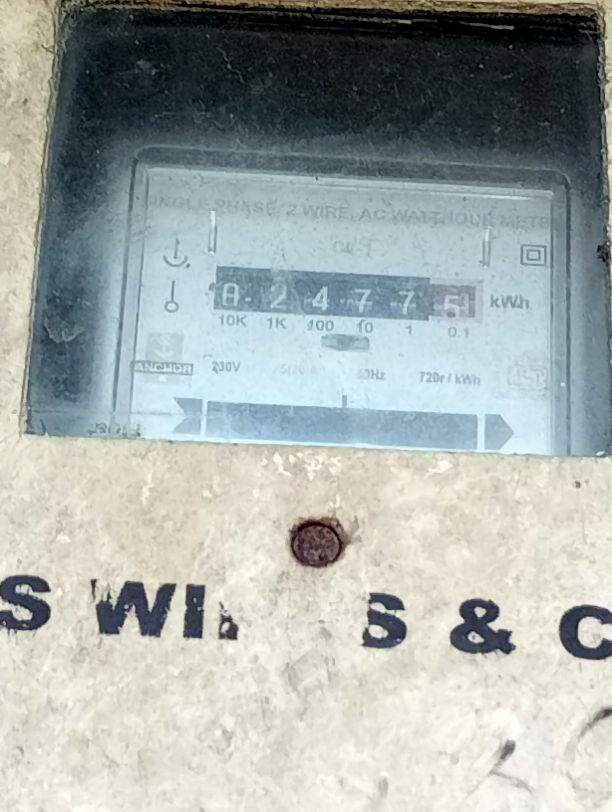 SINGLE PHASE, 2 WIRE, AC WATT HOUR METER
0 2 4 7 7 5 kWh
10K 1K 100 10 1 0.1
ANCHOR 230V 50Hz 720r/kWh
S WI S & C